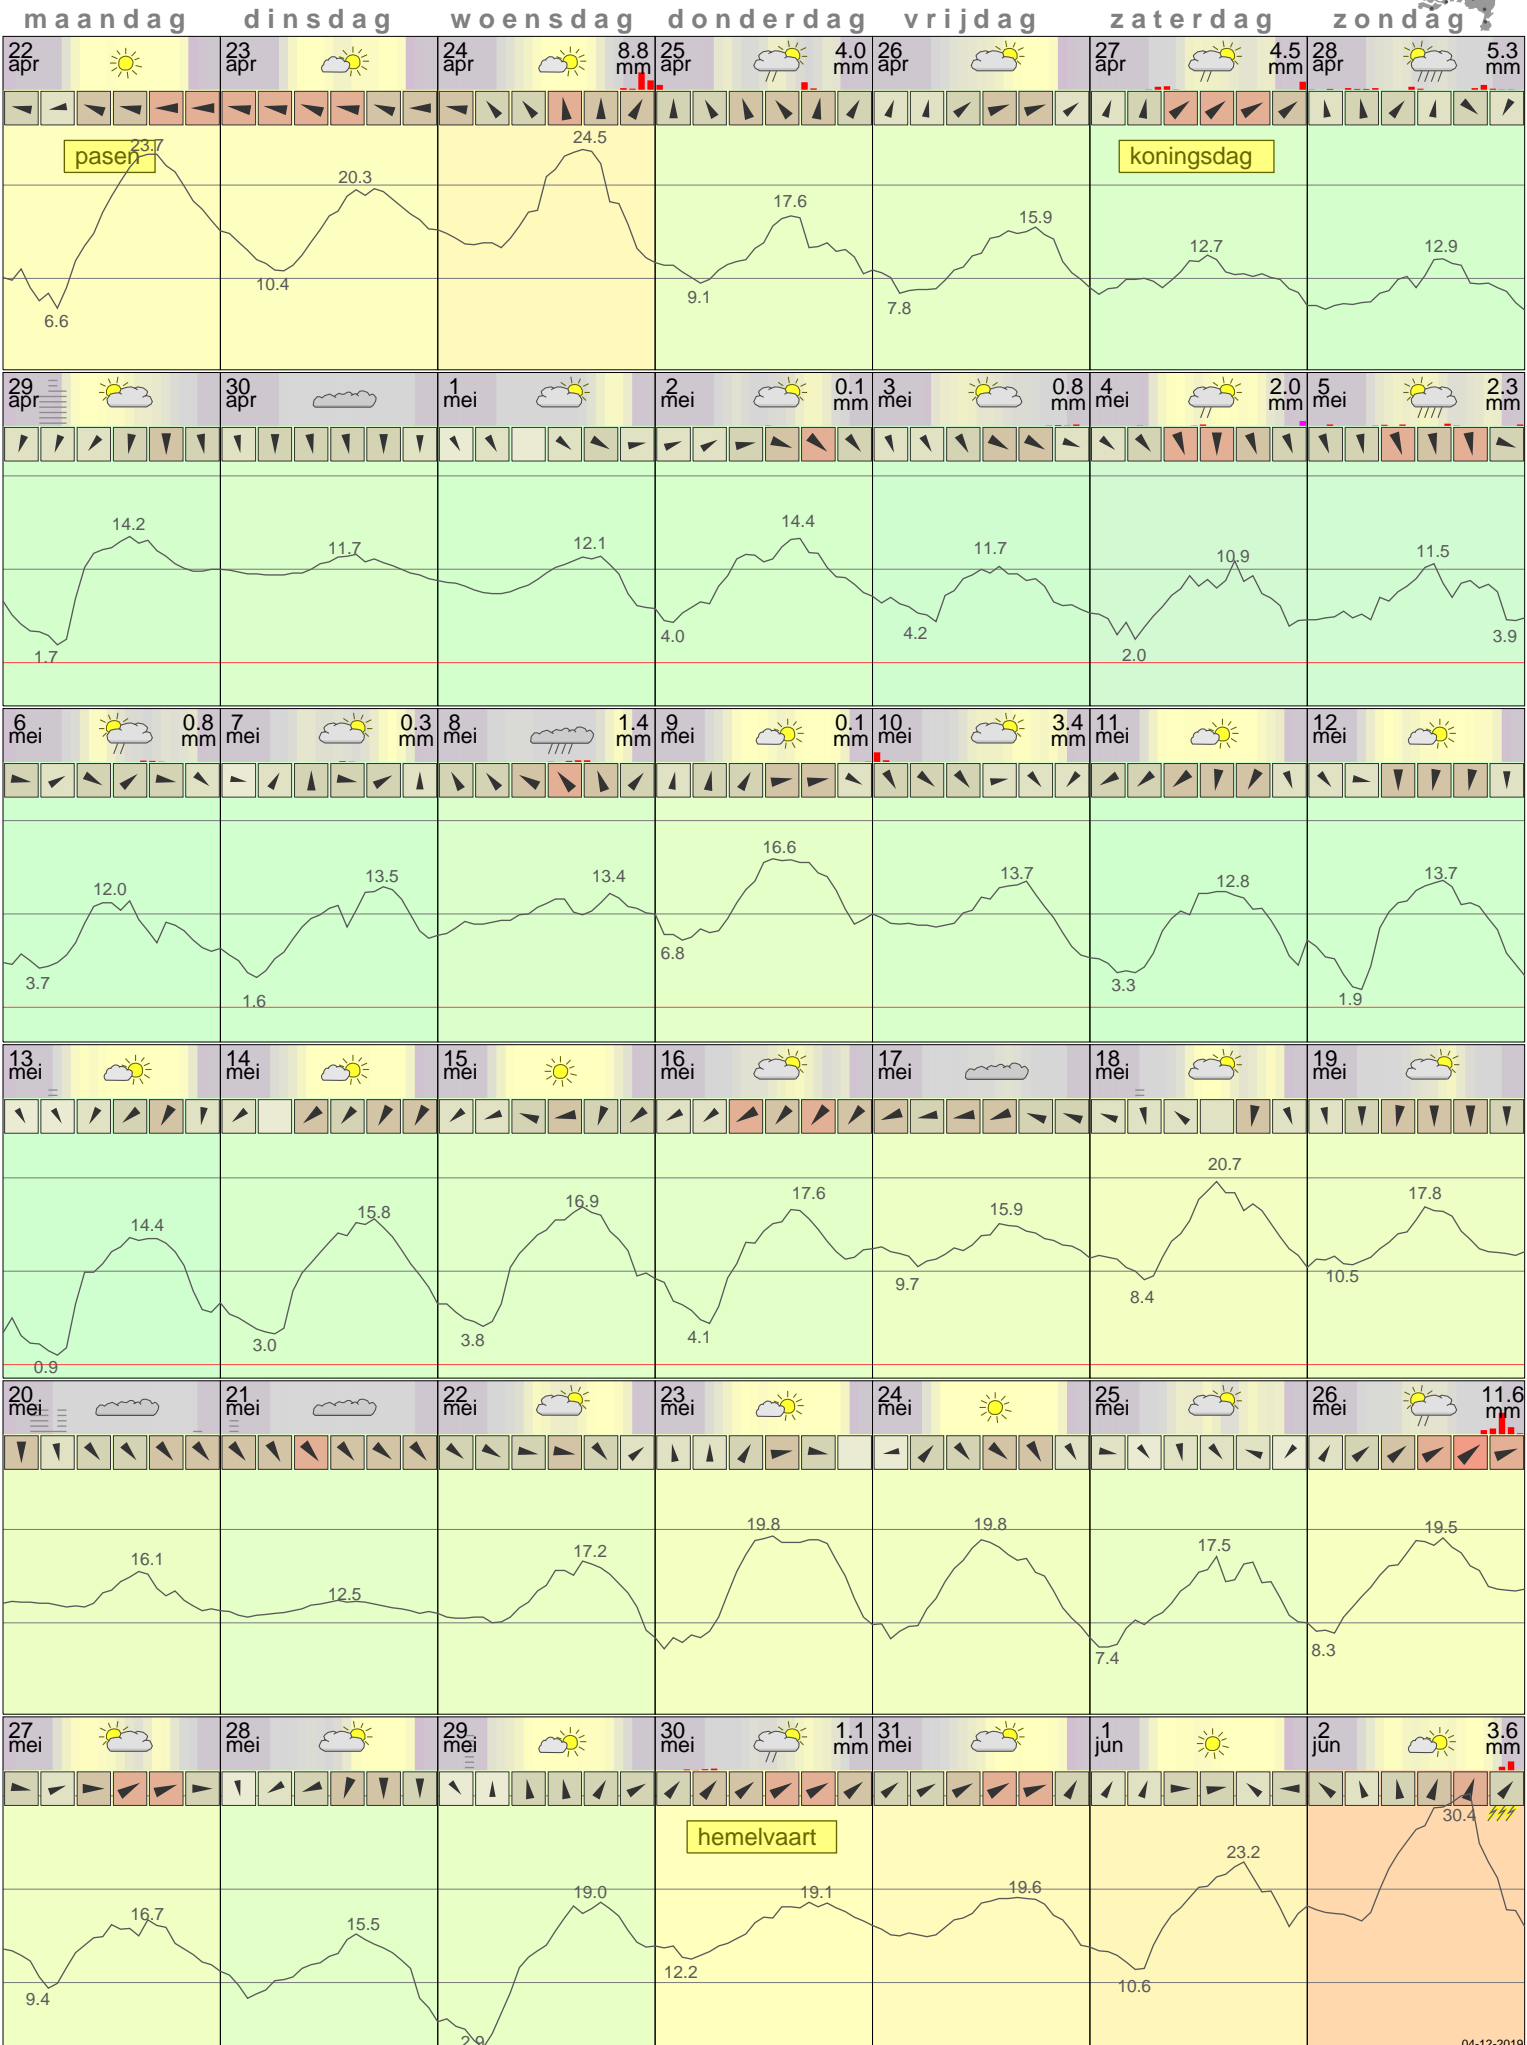 maandag dinsdag woensdag donderdag vrijdag zaterdag zondag
22 apr 23 apr 24 apr 8.8 mm 25 apr 4.0 mm 26 apr 27 apr 4.5 mm 28 apr 5.3 mm
pasen 23.7 20.3 24.5 koningsdag
17.6 15.9 12.7 12.9
6.6 10.4 9.1 7.8
29 apr 30 apr 1 mei 2 mei 0.1 mm 3 mei 0.8 mm 4 mei 2.0 mm 5 mei 2.3 mm
14.2 11.7 12.1 14.4 11.7 10.9 11.5
1.7 4.0 4.2 2.0 3.9
6 mei 0.8 mm 7 mei 0.3 mm 8 mei 1.4 mm 9 mei 0.1 mm 10 mei 3.4 mm 11 mei 12 mei
12.0 13.5 13.4 16.6 13.7 12.8 13.7
3.7 1.6 6.8 3.3 1.9
13 mei 14 mei 15 mei 16 mei 17 mei 18 mei 19 mei
14.4 15.8 16.9 17.6 15.9 20.7 17.8
0.9 3.0 3.8 4.1 9.7 8.4 10.5
20 mei 21 mei 22 mei 23 mei 24 mei 25 mei 26 mei 11.6 mm
16.1 12.5 17.2 19.8 19.8 17.5 19.5
7.4 8.3
27 mei 28 mei 29 mei 30 mei 1.1 mm 31 mei 1 jun 2 jun 3.6 mm
hemelvaart 30.4
16.7 15.5 19.0 19.1 19.6 23.2
9.4 2.9 12.2 10.6
04-12-2019